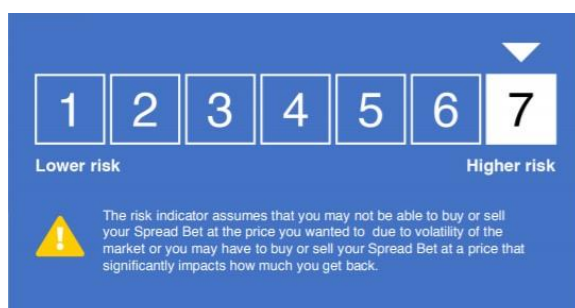 1 2 3 4 5 6 7
Lower risk Higher risk
The risk indicator assumes that you may not be able to buy or sell
your Spread Bet at the price you wanted to due to volatility of the
market or you may have to buy or sell your Spread Bet at a price that
significantly impacts how much you get back.